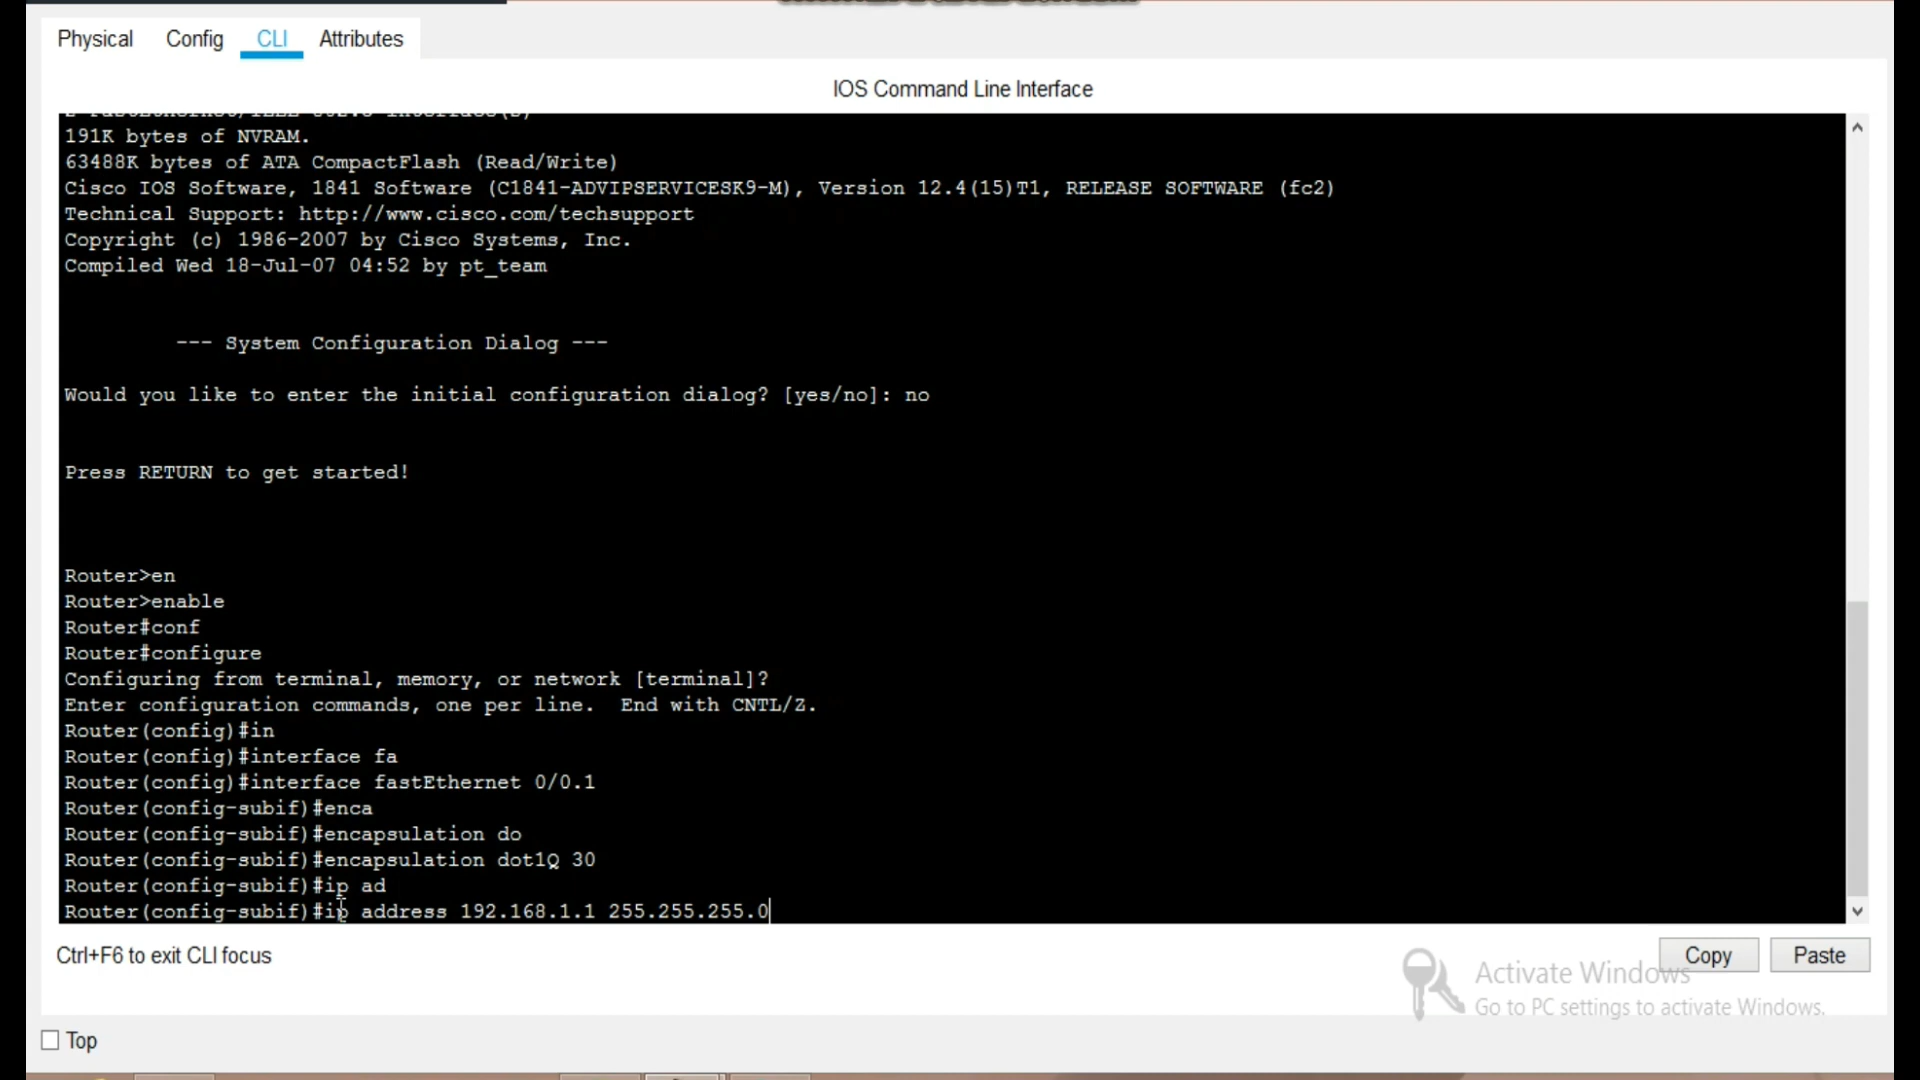 Physical Config CLI Attributes
IOS Command Line Interface
191K bytes of NVRAM.
63488K bytes of ATA CompactFlash (Read/Write)
Cisco IOS Software, 1841 Software (C1841-ADVIPSERVICESK9-M), Version 12.4(15)T1, RELEASE SOFTWARE (fc2)
Technical Support: http://www.cisco.com/techsupport
Copyright (c) 1986-2007 by Cisco Systems, Inc.
Compiled Wed 18-Jul-07 04:52 by pt_team
--- System Configuration Dialog ---
Would you like to enter the initial configuration dialog? [yes/no]: no
Press RETURN to get started!
Router>en
Router>enable
Router#conf
Router#configure
Configuring from terminal, memory, or network [terminal]?
Enter configuration commands, one per line.  End with CNTL/Z.
Router(config)#in
Router(config)#interface fa
Router(config)#interface fastEthernet 0/0.1
Router(config-subif)#enca
Router(config-subif)#encapsulation do
Router(config-subif)#encapsulation dot1Q 30
Router(config-subif)#ip ad
Router(config-subif)#ip address 192.168.1.1 255.255.255.0
Ctrl+F6 to exit CLI focus
Copy Paste
Activate Windows
Go to PC settings to activate Windows.
Top